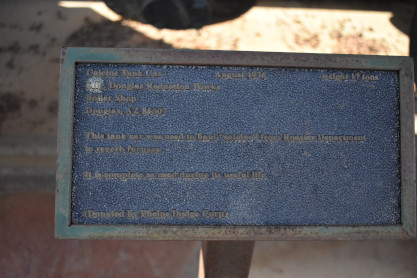 Calcine Tank Car August 1936 weight 17 tons
Douglas Reduction Works
Boiler Shop
Douglas, AZ 85607
This tank car was used to haul calcined from Roaster Department
to reverb furnace.
It is complete as used during its useful life.
Donated by Phelps Dodge Corp.